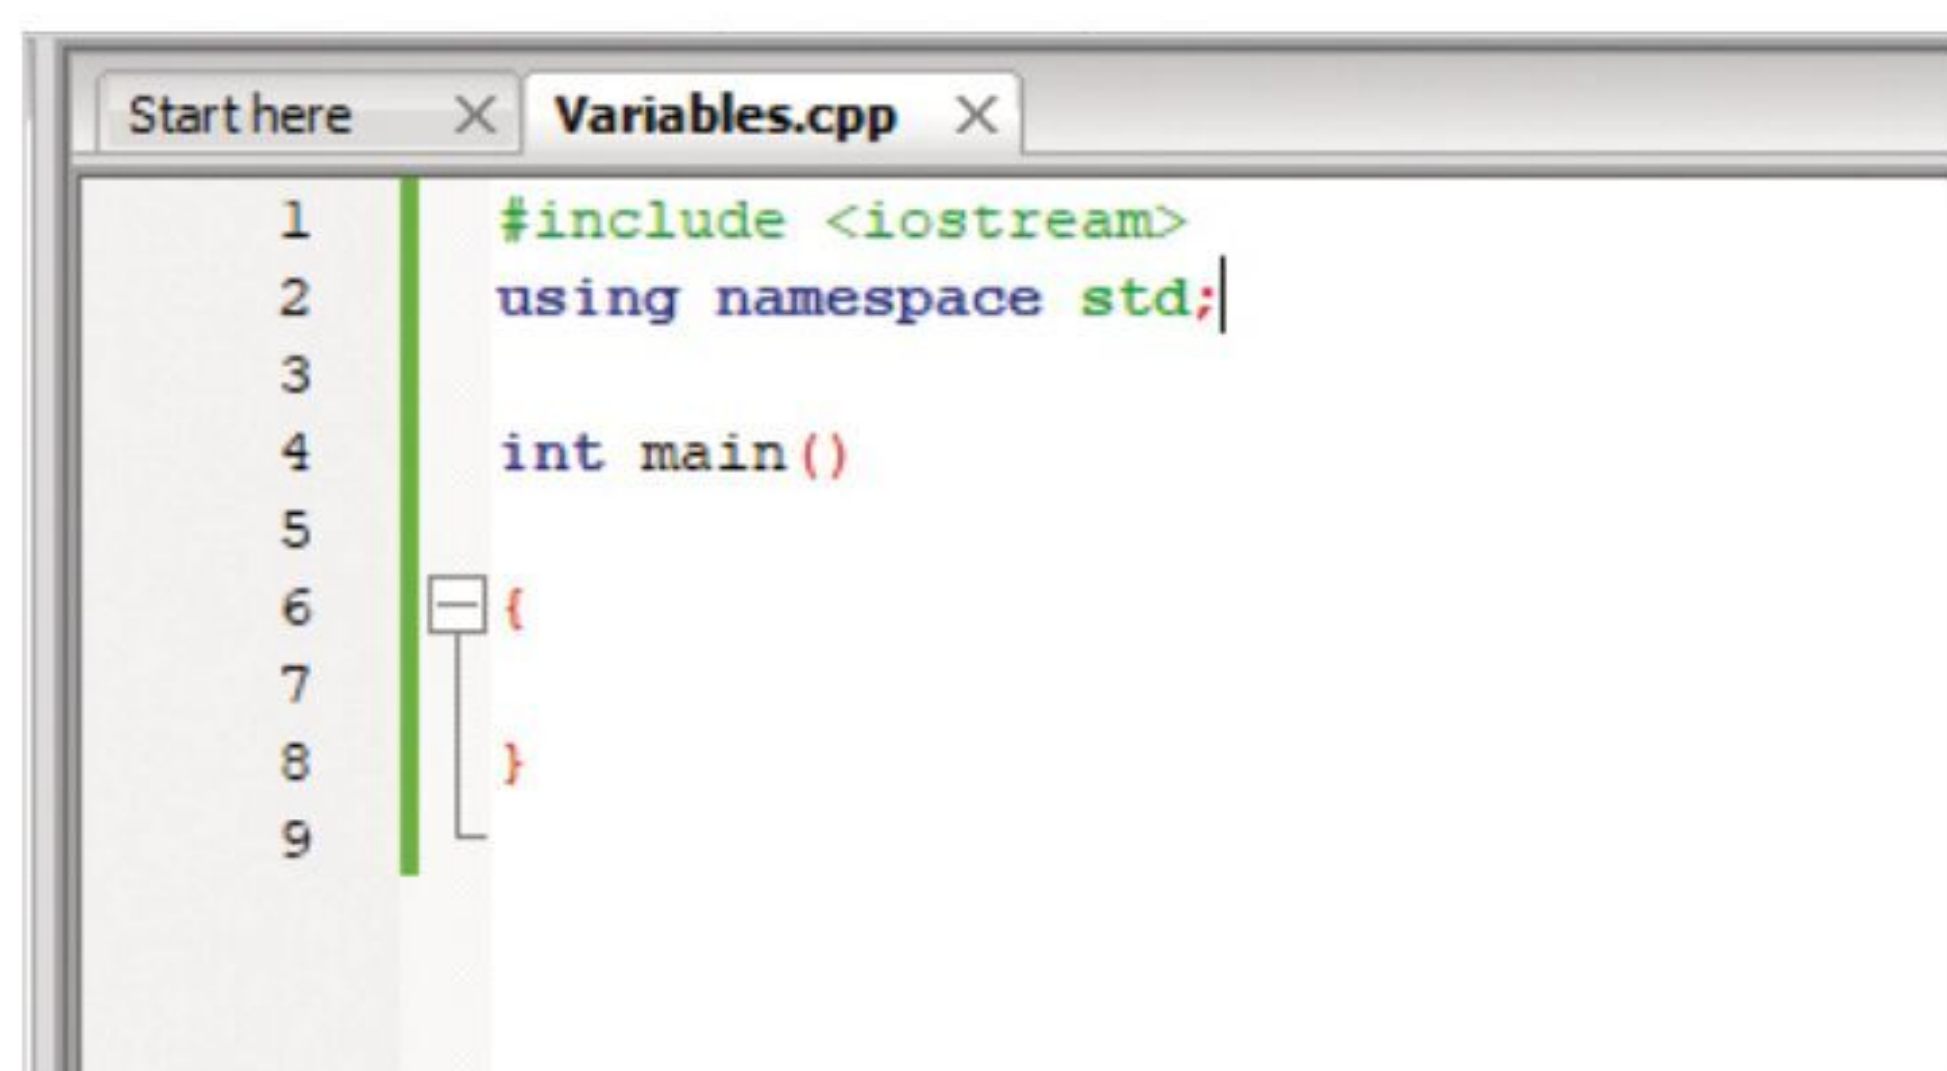 Start here Variables.cpp
1 #include <iostream>
2 using namespace std;
3
4 int main()
5
6 {
7
8 }
9